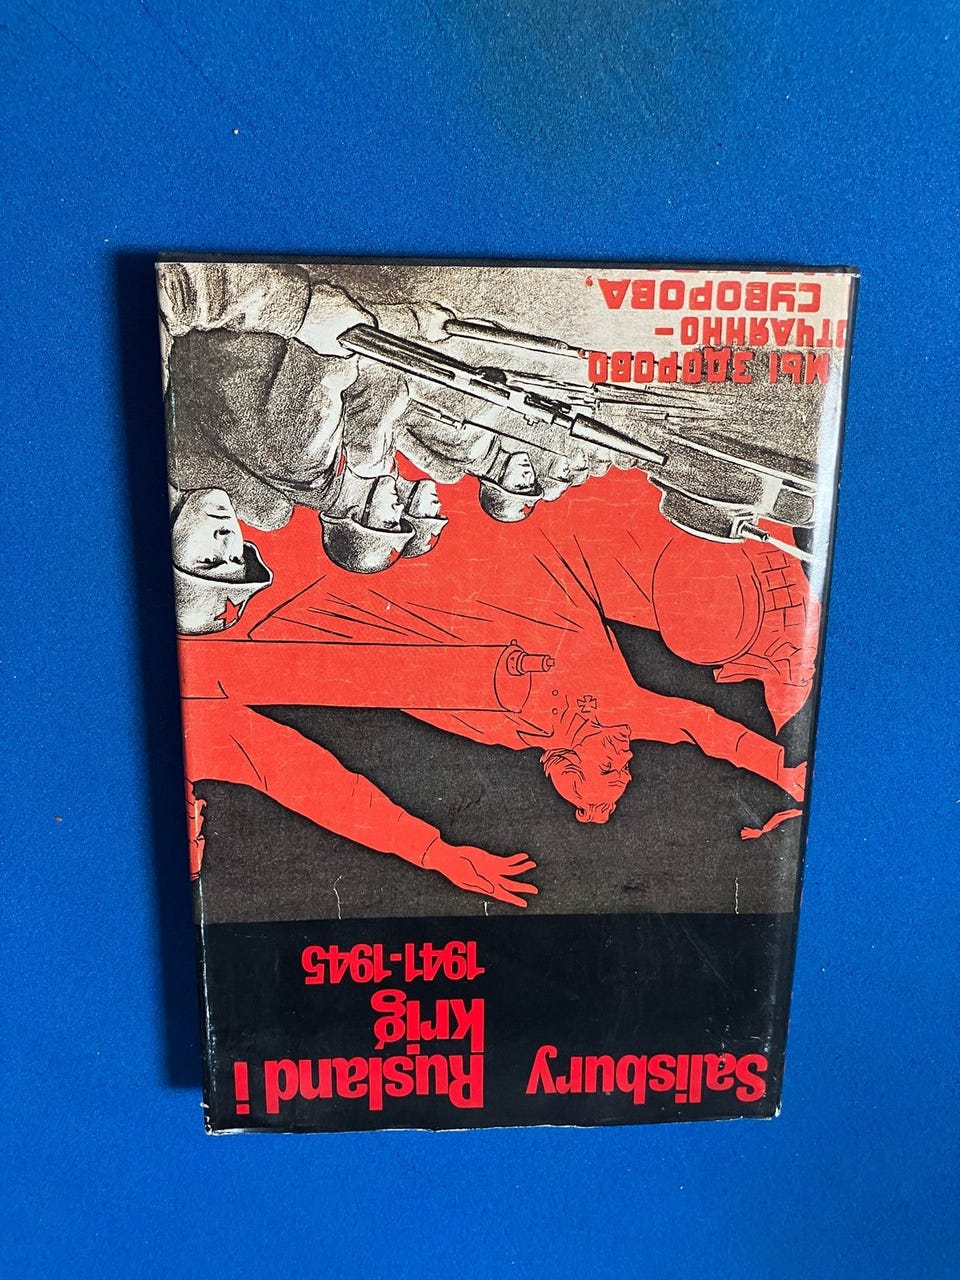 Salisbury
Rusland i
krig
1941-1945
МЫ ЗДОРОВО,
ОТЧАЯННО –
СУВОРОВА,